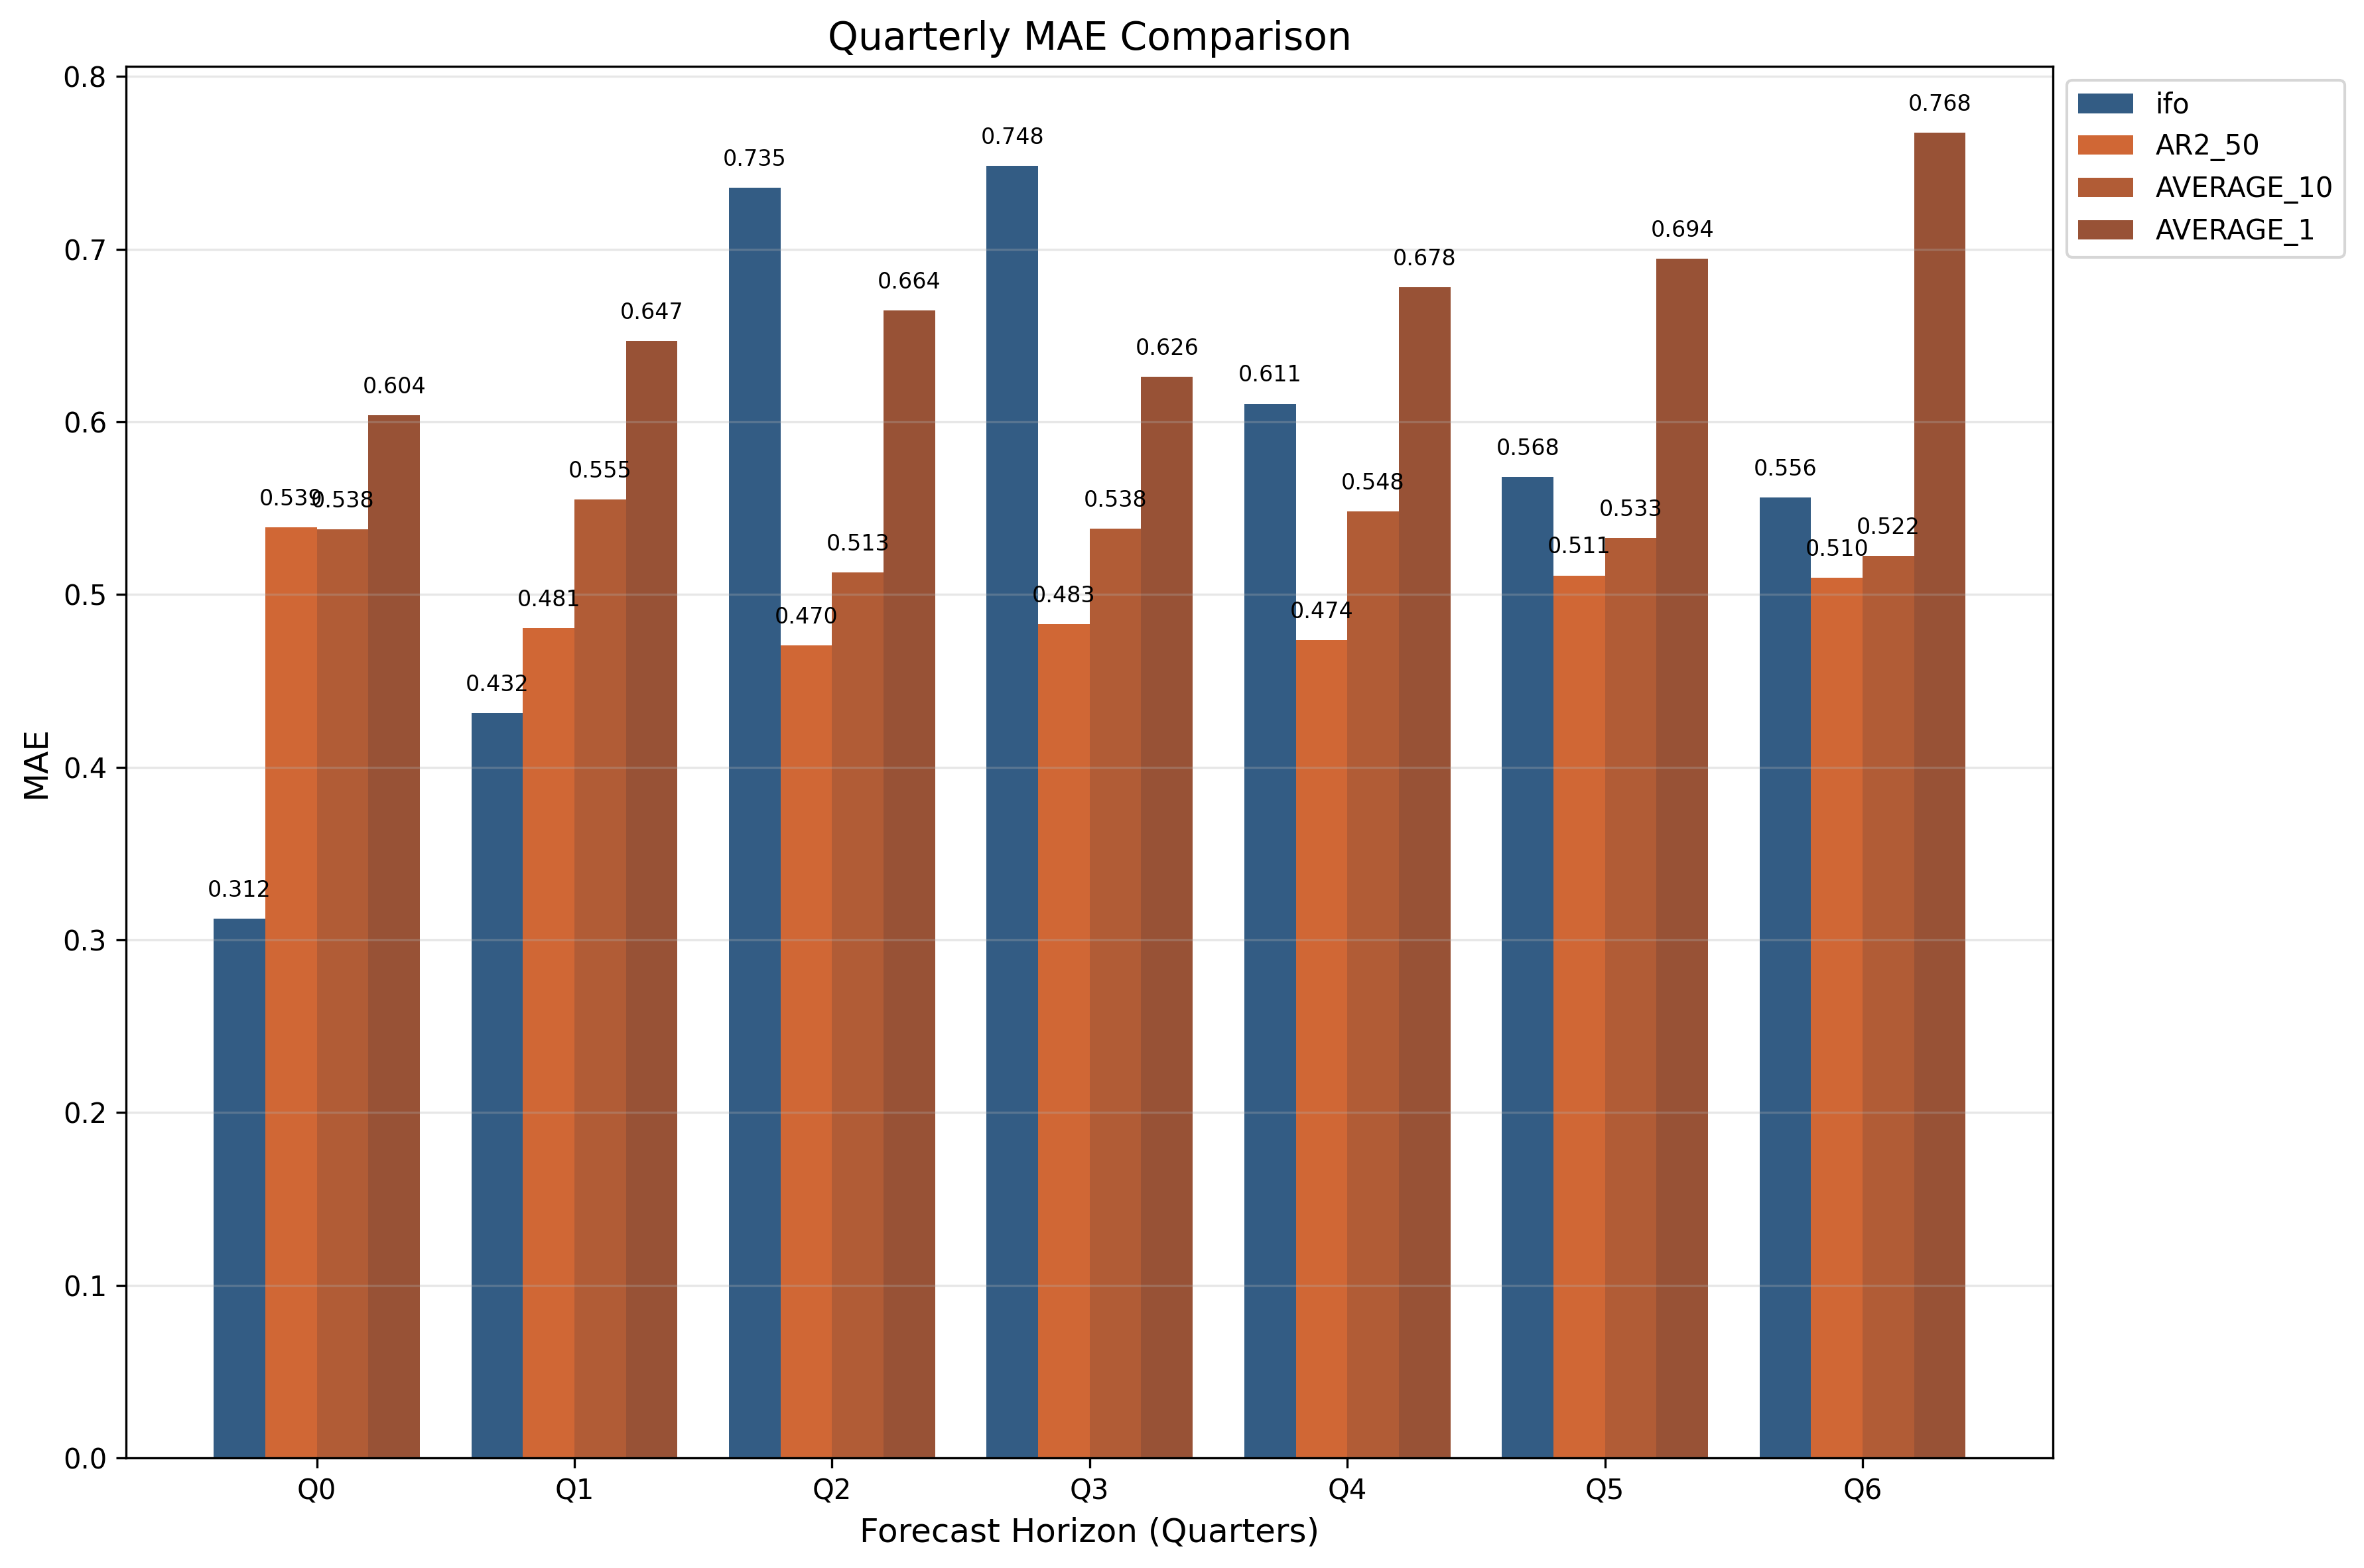 Quarterly MAE Comparison
0.8
0.7
0.6
0.5
0.4
0.3
0.2
0.1
0.0
MAE
0.312
0.539
0.538
0.604
0.432
0.481
0.555
0.647
0.735
0.470
0.513
0.664
0.748
0.483
0.538
0.626
0.611
0.474
0.548
0.678
0.568
0.511
0.533
0.694
0.556
0.510
0.522
0.768
Q0
Q1
Q2
Q3
Q4
Q5
Q6
Forecast Horizon (Quarters)
ifo
AR2_50
AVERAGE_10
AVERAGE_1